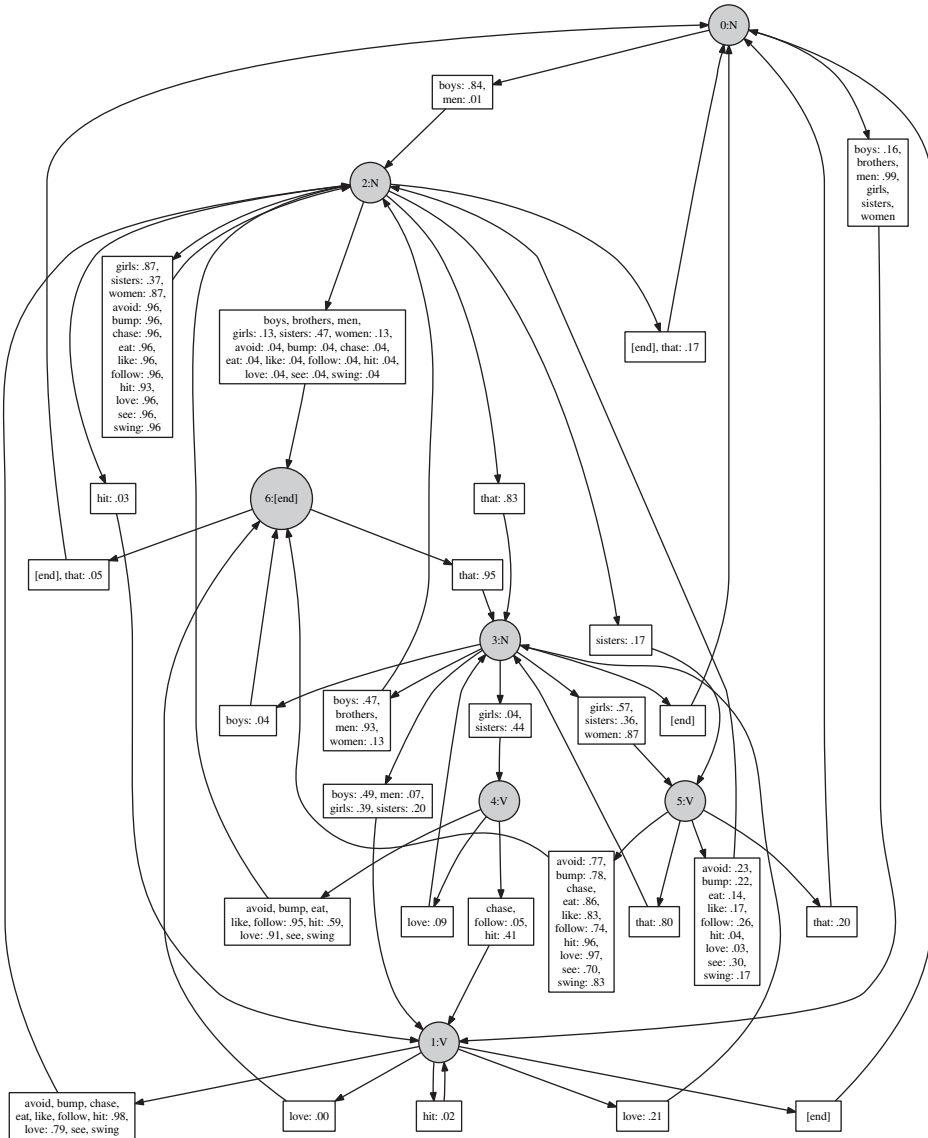 0:N
boys: .84,
men: .01
boys: .16,
brothers,
men: .99,
girls,
sisters,
women
2:N
girls: .87,
sisters: .37,
women: .87,
avoid: .96,
bump: .96,
chase: .96,
eat: .96,
like: .96,
follow: .96,
hit: .93,
love: .96,
see: .96,
swing: .96
boys, brothers, men,
girls: .13, sisters: .47, women: .13,
avoid: .04, bump: .04, chase: .04,
eat: .04, like: .04, follow: .04, hit: .04,
love: .04, see: .04, swing: .04
[end], that: .17
6:[end]
hit: .03
that: .83
[end], that: .05
that: .95
3:N
sisters: .17
boys: .04
boys: .47,
brothers,
men: .93,
women: .13
girls: .04,
sisters: .44
girls: .57,
sisters: .36,
women: .87
[end]
boys: .49, men: .07,
girls: .39, sisters: .20
4:V
5:V
avoid, bump, eat,
like, follow: .95, hit: .59,
love: .91, see, swing
love: .09
chase,
follow: .05,
hit: .41
avoid: .77,
bump: .78,
chase,
eat: .86,
like: .83,
follow: .74,
hit: .96,
love: .97,
see: .70,
swing: .83
that: .80
avoid: .23,
bump: .22,
eat: .14,
like: .17,
follow: .26,
hit: .04,
love: .03,
see: .30,
swing: .17
that: .20
1:V
avoid, bump, chase,
eat, like, follow, hit: .98,
love: .79, see, swing
love: .00
hit: .02
love: .21
[end]